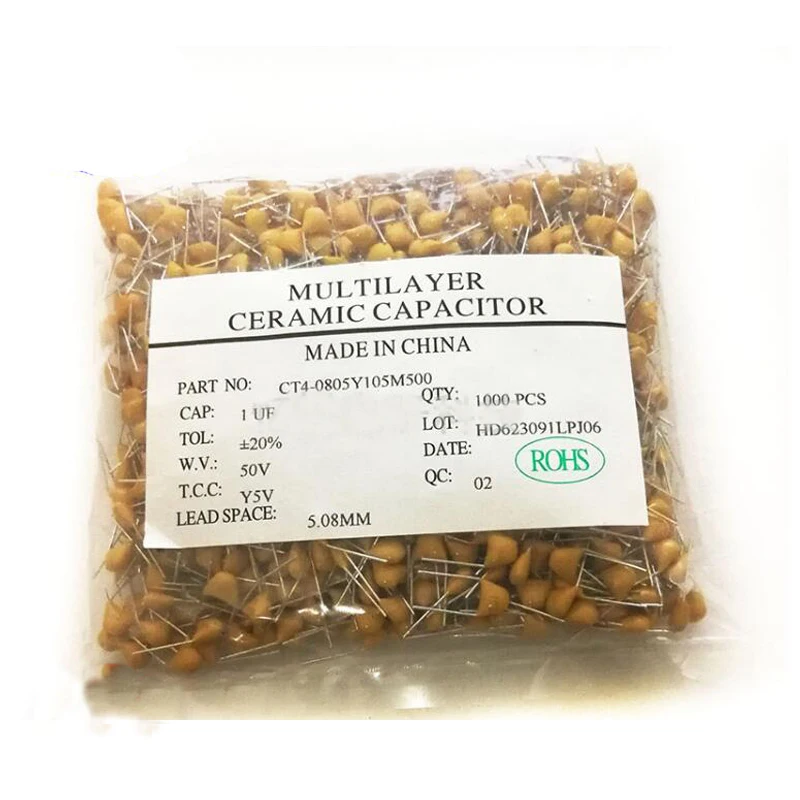 MULTILAYER
CERAMIC CAPACITOR
MADE IN CHINA
PART NO: CT4-0805Y105M500
CAP: 1 UF
TOL: ±20%
W.V.: 50V
T.C.C: Y5V
LEAD SPACE: 5.08MM
QTY: 1000 PCS
LOT: HD623091LPJ06
DATE:
QC: 02
ROHS